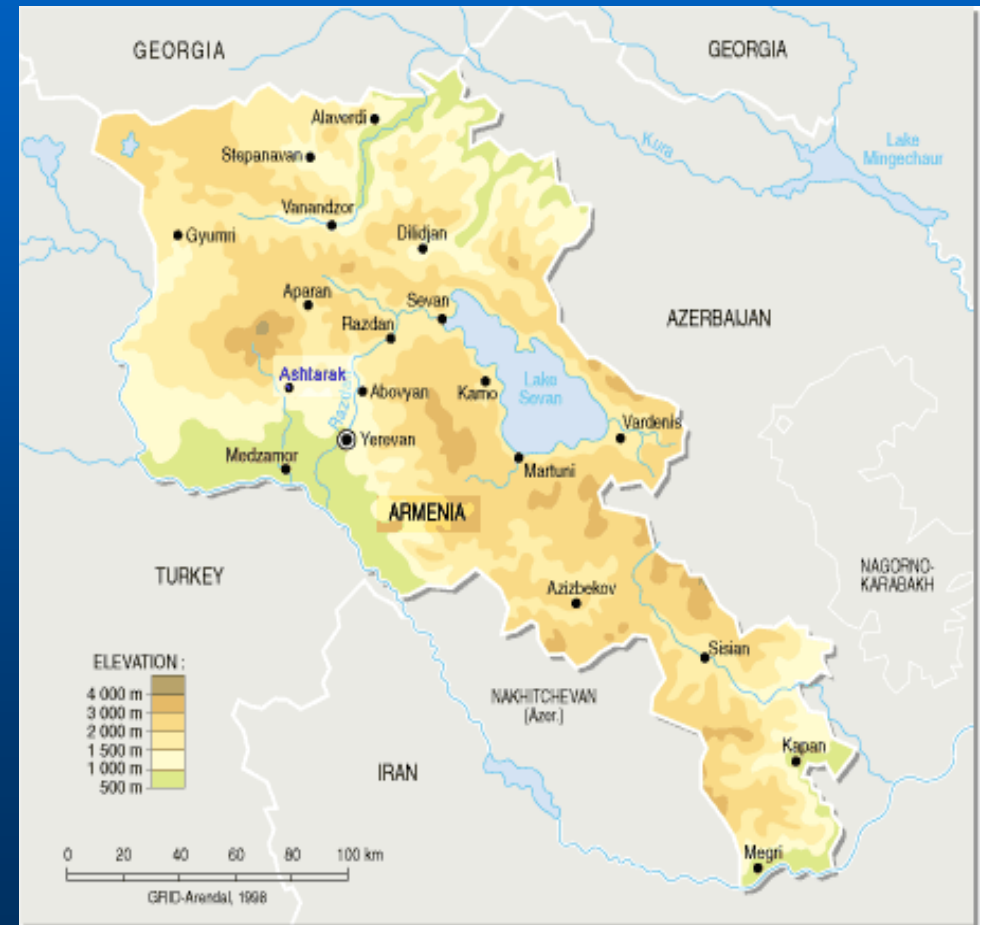 GEORGIA
GEORGIA
Alaverdi
Stepanavan
Kura
Lake
Mingechaur
Vanandzor
Gyumri
Dilidjan
Aparan
Sevan
Razdan
AZERBAIJAN
Ashtarak
Razdan
Abovyan
Kamo
Lake
Sevan
Yerevan
Vardenis
Medzamor
Martuni
ARMENIA
TURKEY
NAGORNO-
KARABAKH
Azizbekov
Sisian
ELEVATION :
4 000 m
3 000 m
2 000 m
1 500 m
1 000 m
500 m
NAKHITCHEVAN
(Azer.)
Kapan
IRAN
Megri
0 20 40 60 80 100 km
GRID-Arendal, 1998